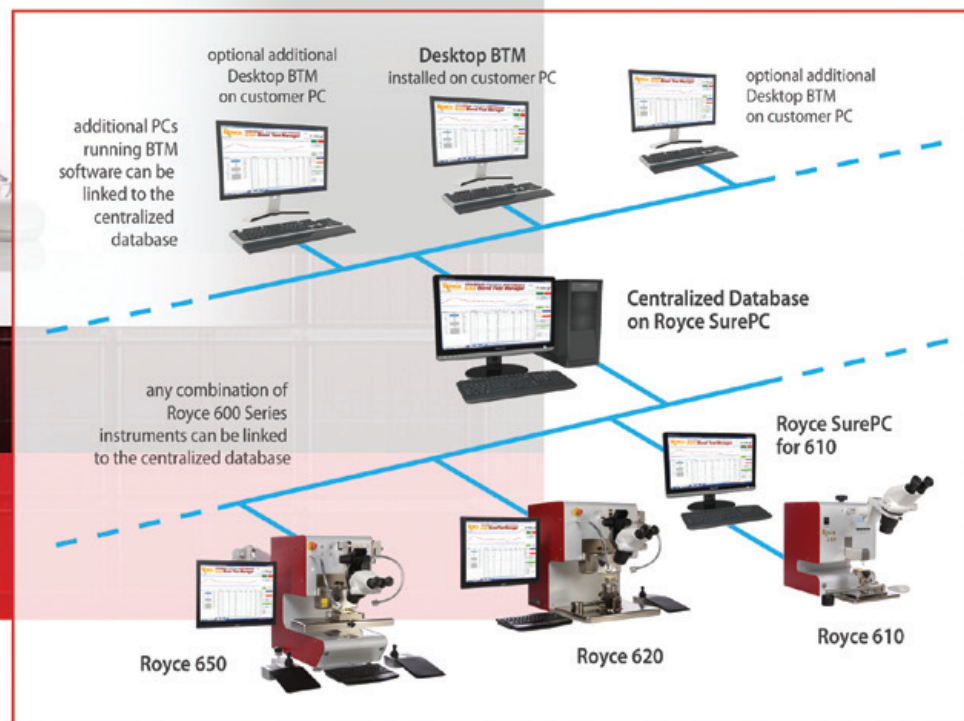 optional additional
Desktop BTM
on customer PC
Desktop BTM
installed on customer PC
optional additional
Desktop BTM
on customer PC
additional PCs
running BTM
software can be
linked to the
centralized
database
Centralized Database
on Royce SurePC
any combination of
Royce 600 Series
instruments can be linked
to the centralized database
Royce SurePC
for 610
Royce 650
Royce 620
Royce 610